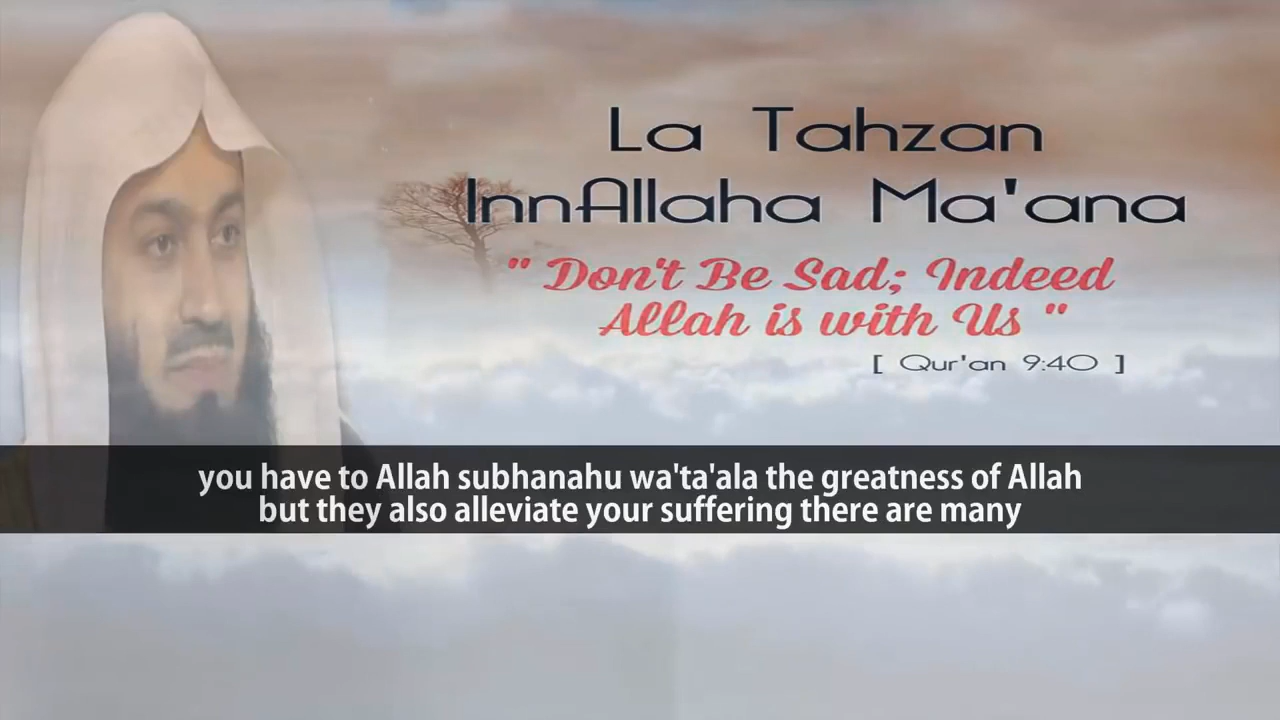 La Tahzan
InnAllaha Ma'ana
" Don't Be Sad; Indeed
Allah is with Us "
[ Qur'an 9:40 ]
you have to Allah subhanahu wa'ta'ala the greatness of Allah
but they also alleviate your suffering there are many